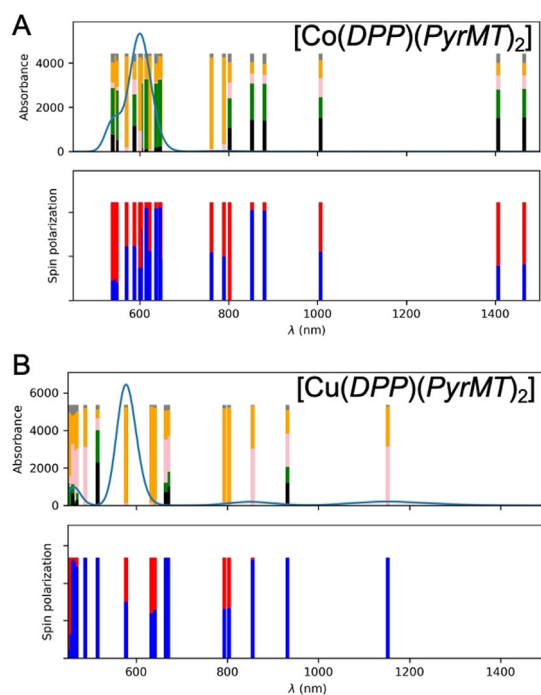 A
[Co(DPP)(PyrMT)2]
Absorbance
4000
2000
0
Spin polarization
600
800
1000
1200
1400
λ (nm)
B
[Cu(DPP)(PyrMT)2]
Absorbance
6000
4000
2000
0
Spin polarization
600
800
1000
1200
1400
λ (nm)